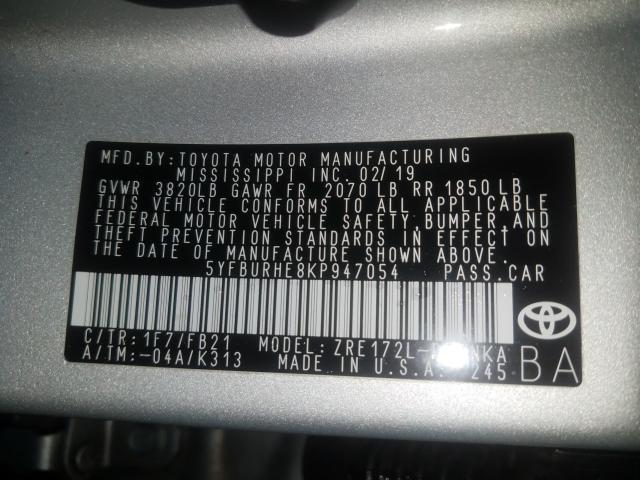 MFD. BY: TOYOTA MOTOR MANUFACTURING
MISSISSIPPI INC. 02/19
GVWR 3820LB GAWR FR 2070 LB RR 1850 LB
THIS VEHICLE CONFORMS TO ALL APPLICABLE
FEDERAL MOTOR VEHICLE SAFETY, BUMPER, AND
THEFT PREVENTION STANDARDS IN EFFECT ON
THE DATE OF MANUFACTURE SHOWN ABOVE.
5YFBURHE8KP947054 PASS. CAR
C/TR: 1F7/FB21 MODEL: ZRE172L-
A/TM: -04A/K313 MADE IN U.S.A. BA